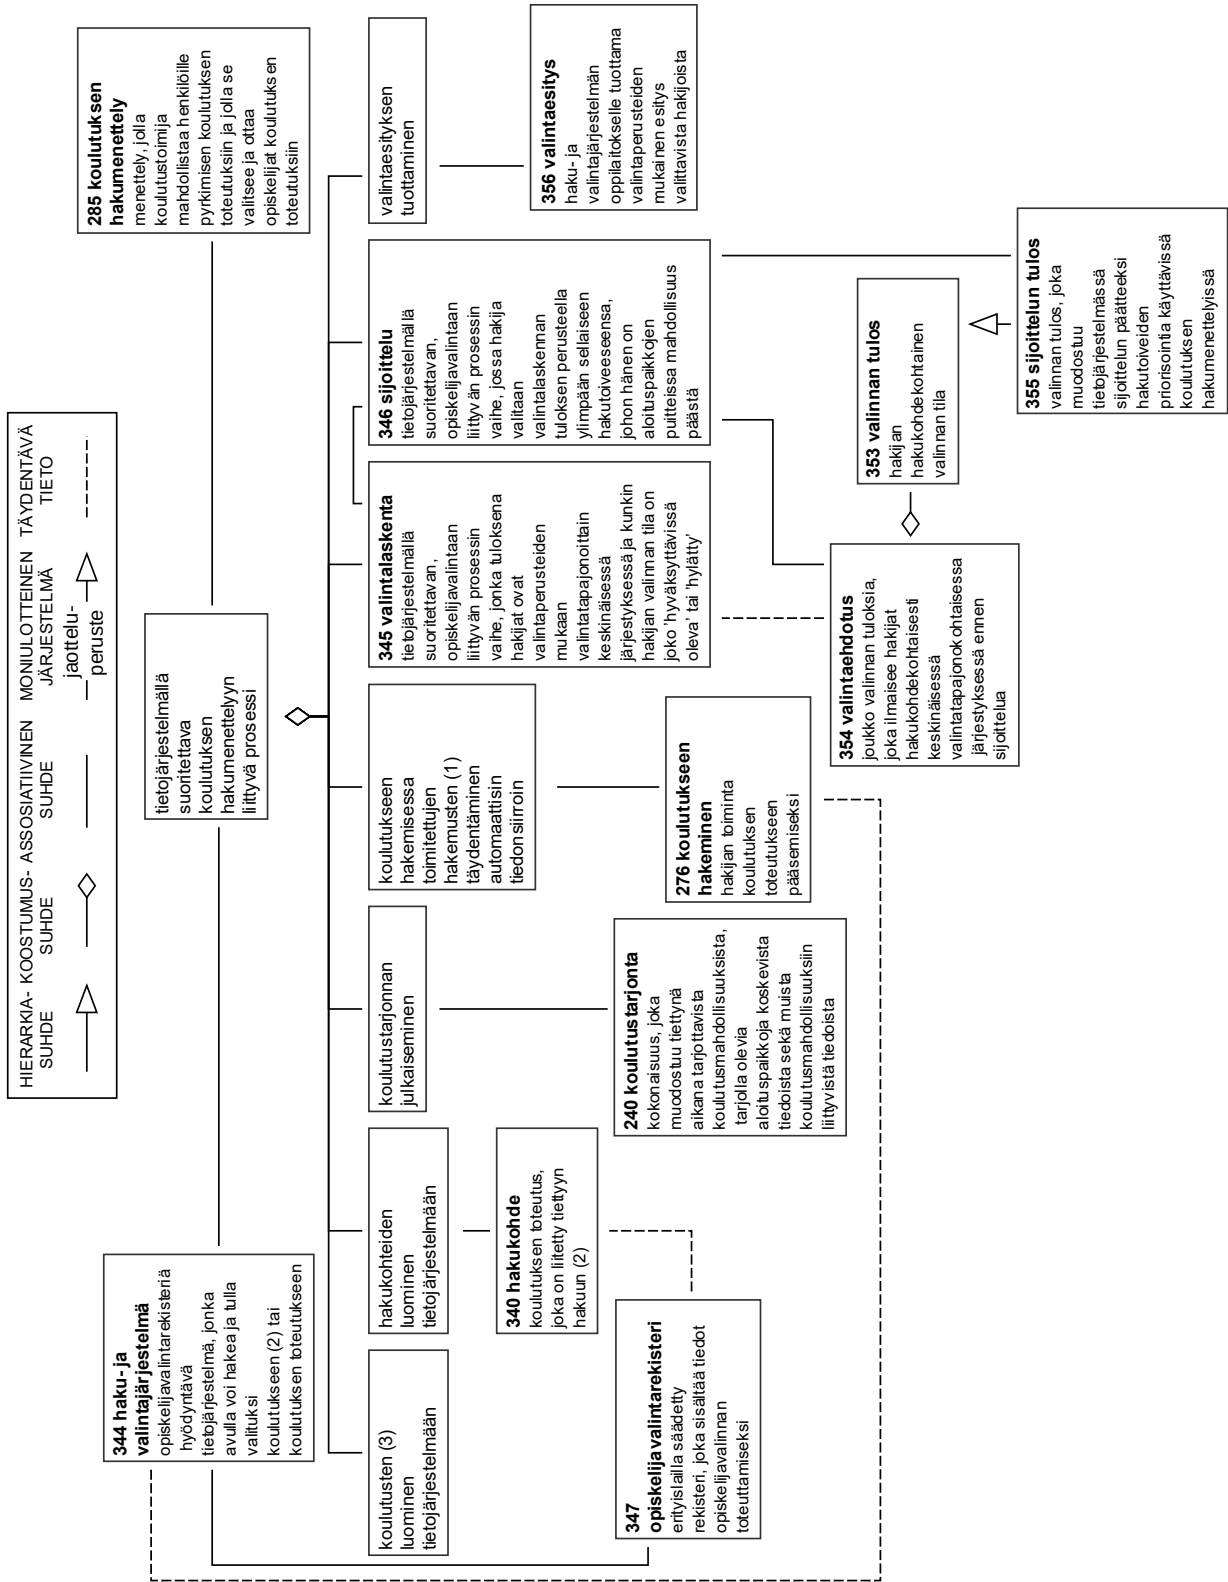 HIERARKIA- KOOSTUMUS- ASSOSIATIIVINEN MONIULOTTEINEN TÄYDENTÄVÄ
SUHDE SUHDE SUHDE JÄRJESTELMÄ TIETO
jaottelu-
peruste
344 haku- ja
valintajärjestelmä
opiskelijavalintarekisteriä
hyödyntävä
tietojärjestelmä, jonka
avulla voi hakea ja tulla
valituksi
koulutukseen (2) tai
koulutuksen toteutukseen
tietojärjestelmällä
suoritettava
koulutuksen
hakumenettelyyn
liittyvä prosessi
285 koulutuksen
hakumenettely
menettely, jolla
koulutustoimija
mahdollistaa henkilöille
pyrkimisen koulutuksen
toteutuksiin ja jolla se
valitsee ja ottaa
opiskelijat koulutuksen
toteutuksiin
koulutusten (3)
luominen
tietojärjestelmään
hakukohteiden
luominen
tietojärjestelmään
koulutustarjonnan
julkaiseminen
koulutukseen
hakemisessa
toimitettujen
hakemusten (1)
täydentäminen
automaattisin
tiedonsiirroin
345 valintalaskenta
tietojärjestelmällä
suoritettavan,
opiskelijavalintaan
liittyvän prosessin
vaihe, jonka tuloksena
hakijat ovat
valintaperusteiden
mukaan
valintatapajonoittain
keskinäisessä
järjestyksessä ja kunkin
hakijan valinnan tila on
joko 'hyväksyttävissä
oleva' tai 'hylätty'
346 sijoittelu
tietojärjestelmällä
suoritettavan,
opiskelijavalintaan
liittyvän prosessin
vaihe, jossa hakija
valitaan
valintalaskennan
tuloksen perusteella
ylimpään sellaiseen
hakutoiveeseensa,
johon hänen on
aloituspaikkojen
puitteissa mahdollisuus
päästä
valintaesityksen
tuottaminen
340 hakukohde
koulutuksen toteutus,
joka on liitetty tiettyyn
hakuun (2)
356 valintaesitys
haku- ja
valintajärjestelmän
oppilaitokselle tuottama
valintaperusteiden
mukainen esitys
valittavista hakijoista
347
opiskelijavalintarekisteri
erityislailla säädetty
rekisteri, joka sisältää tiedot
opiskelijavalinnan
toteuttamiseksi
240 koulutustarjonta
kokonaisuus, joka
muodostuu tiettynä
aikana tarjottavista
koulutusmahdollisuuksista,
tarjolla olevia
aloituspaikkoja koskevista
tiedoista sekä muista
koulutusmahdollisuuksiin
liittyvistä tiedoista
276 koulutukseen
hakeminen
hakijan toiminta
koulutuksen
toteutukseen
pääsemiseksi
354 valintaehdotus
joukko valinnan tuloksia,
joka ilmaisee hakijat
hakukohdekohtaisesti
keskinäisessä
valintatapajonokohtaisessa
järjestyksessä ennen
sijoittelua
353 valinnan tulos
hakijan
hakukohdekohtainen
valinnan tila
355 sijoittelun tulos
valinnan tulos, joka
muodostuu
tietojärjestelmässä
sijoittelun päätteeksi
hakutoiveiden
priorisointia käyttävissä
koulutuksen
hakumenettelyissä